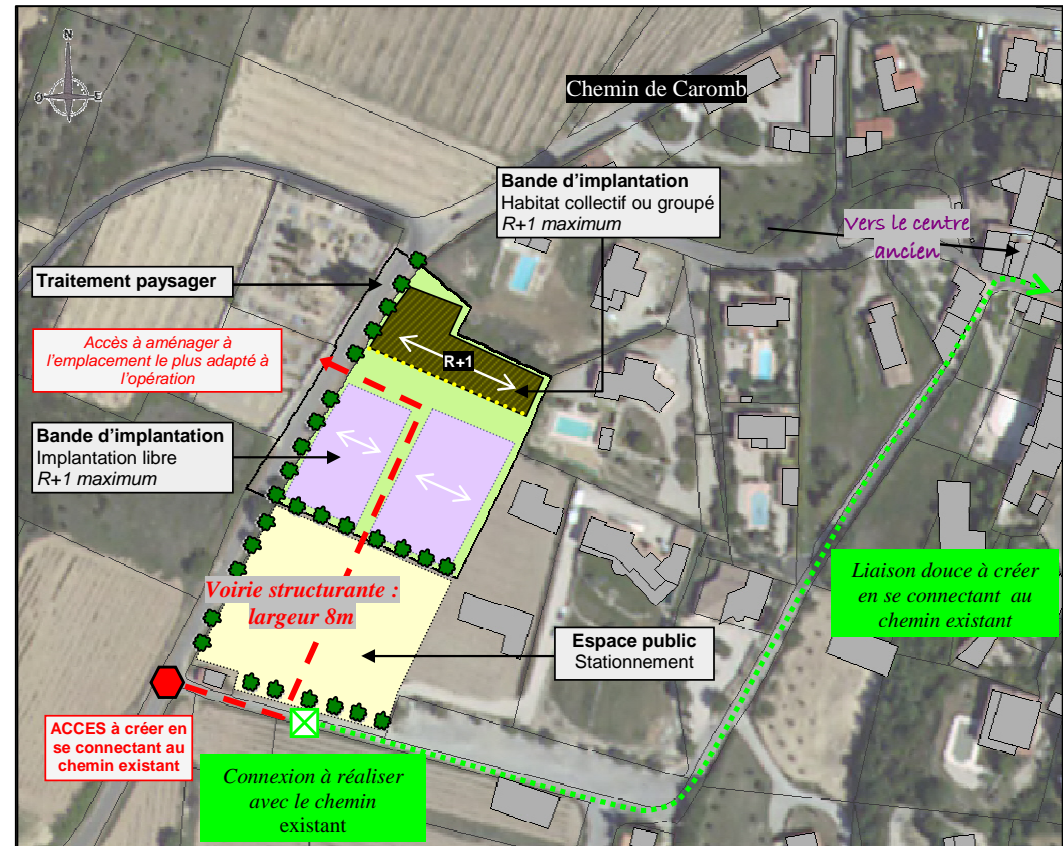 N
O
E
Chemin de Caromb
Bande d'implantation
Habitat collectif ou groupé
R+1 maximum
Vers le centre
ancien
Traitement paysager
Accès à aménager à
l'emplacement le plus adapté à
l'opération
R+1
Bande d'implantation
Implantation libre
R+1 maximum
Voirie structurante :
largeur 8m
Liaison douce à créer
en se connectant au
chemin existant
Espace public
Stationnement
ACCES à créer en
se connectant au
chemin existant
Connexion à réaliser
avec le chemin
existant